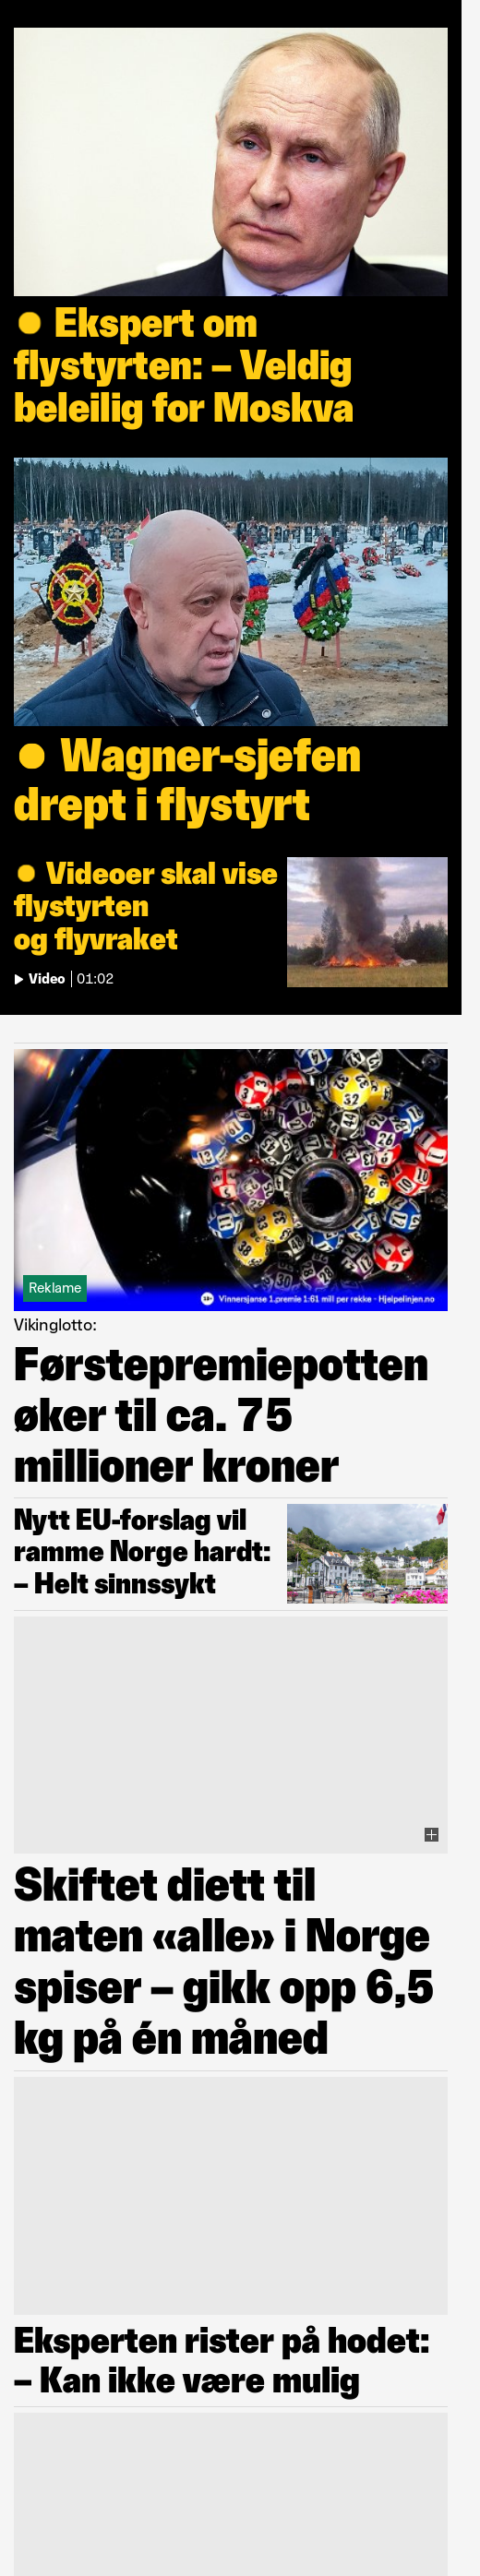 Ekspert om
flystyrten: – Veldig
beleilig for Moskva
Wagner-sjefen
drept i flystyrt
Videoer skal vise
flystyrten
og flyvraket
Video | 01:02
Reklame
18+ Vinnersjanse 1.premie 1:61 mill per rekke - Hjelpelinjen.no
Vikinglotto:
Førstepremiepotten
øker til ca. 75
millioner kroner
Nytt EU-forslag vil
ramme Norge hardt:
– Helt sinnssykt
Skiftet diett til
maten «alle» i Norge
spiser – gikk opp 6,5
kg på én måned
Eksperten rister på hodet:
– Kan ikke være mulig